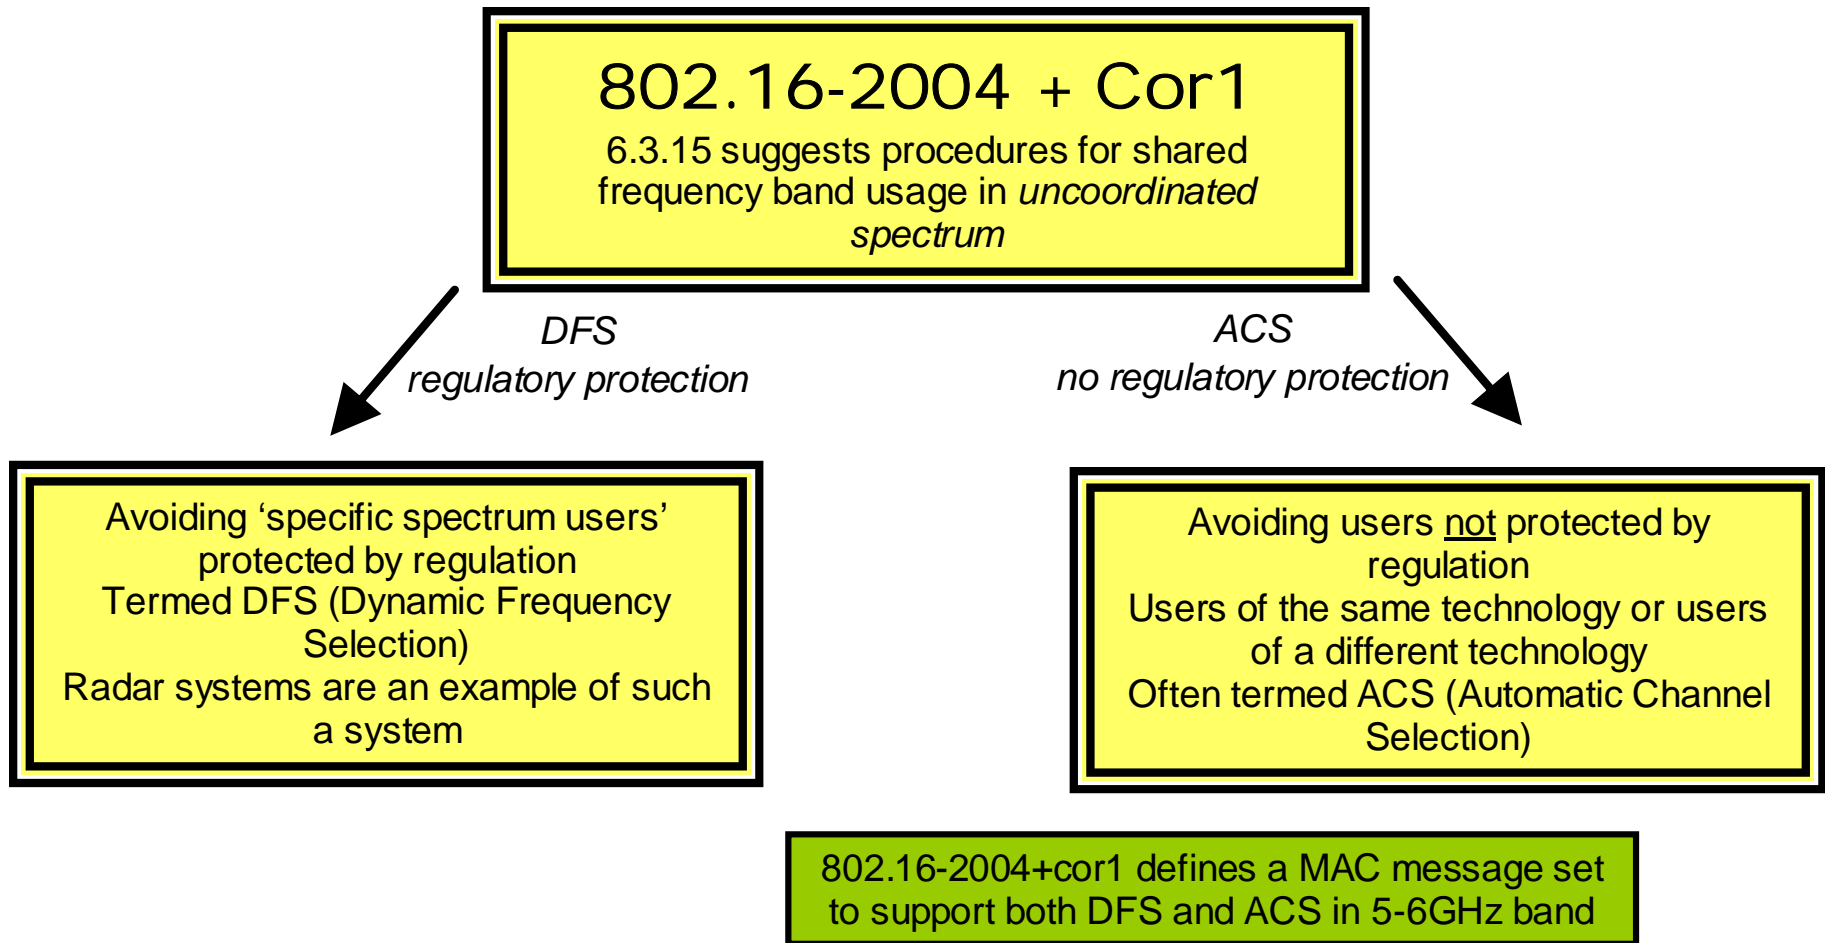 802.16-2004 + Cor1
6.3.15 suggests procedures for shared
frequency band usage in uncoordinated
spectrum
DFS
regulatory protection
ACS
no regulatory protection
Avoiding ‘specific spectrum users’
protected by regulation
Termed DFS (Dynamic Frequency
Selection)
Radar systems are an example of such
a system
Avoiding users not protected by
regulation
Users of the same technology or users
of a different technology
Often termed ACS (Automatic Channel
Selection)
802.16-2004+cor1 defines a MAC message set
to support both DFS and ACS in 5-6GHz band